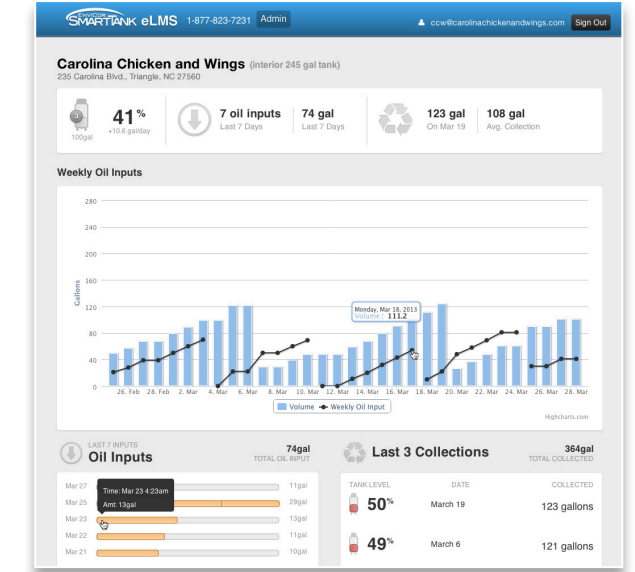 ENVIROM SMARTTANK eLMS 1-877-823-7231 Admin ccw@carolinachickenandwings.com Sign Out
Carolina Chicken and Wings (interior 245 gal tank)
235 Carolina Blvd., Triangle, NC 27560
3 41% 7 oil inputs 74 gal 123 gal 108 gal
+10.6 gal/day Last 7 Days Last 7 Days On Mar 19 Avg. Collection
100gal
Weekly Oil Inputs
280
240
200
160
Gallons
120
80
40
0
Monday, Mar 18, 2013
Volume : 111.2
26. Feb 28. Feb 2. Mar 4. Mar 6. Mar 8. Mar 10. Mar 12. Mar 14. Mar 16. Mar 18. Mar 20. Mar 22. Mar 24. Mar 26. Mar 28. Mar
Volume Weekly Oil Input
Highcharts.com
LAST 7 INPUTS
Oil Inputs
74gal
TOTAL OIL INPUT
Mar 27 11gal
Mar 25 29gal
Mar 23 13gal
Mar 22 11gal
Mar 21 10gal
Time: Mar 23 4:23am
Amt: 13gal
Last 3 Collections
364gal
TOTAL COLLECTED
TANK LEVEL DATE COLLECTED
50% March 19 123 gallons
49% March 6 121 gallons